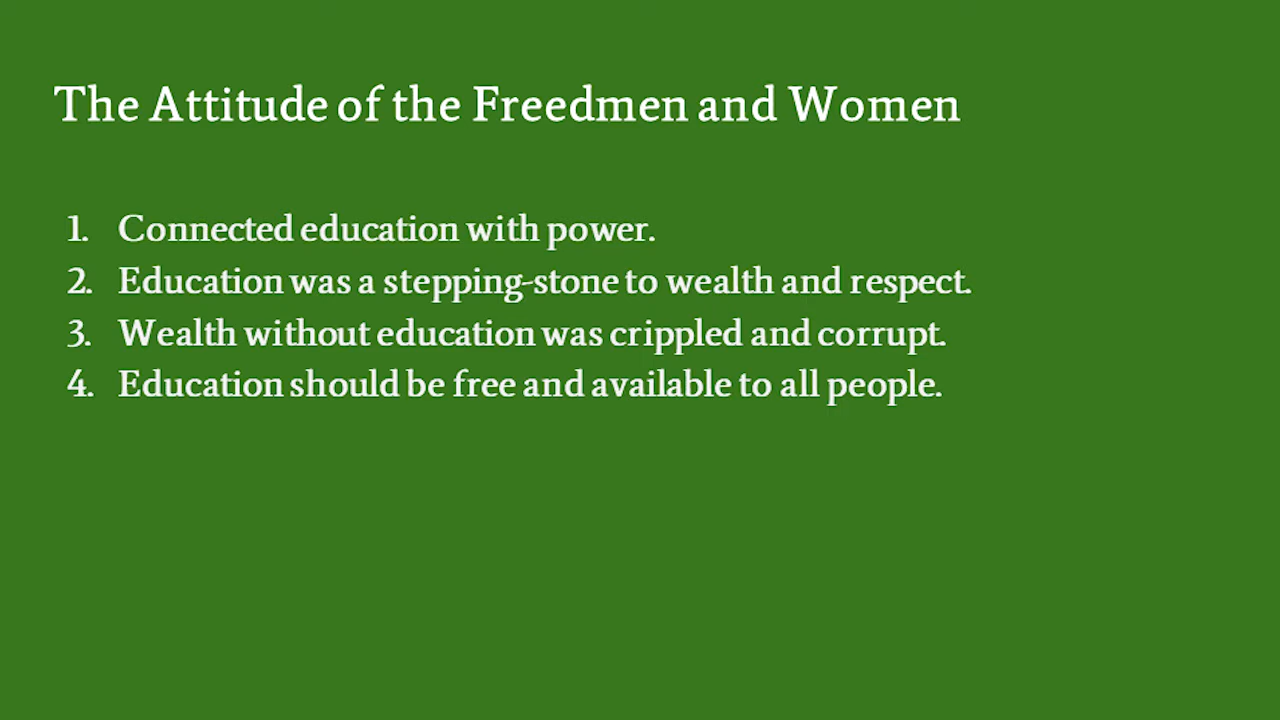 The Attitude of the Freedmen and Women
1. Connected education with power.
2. Education was a stepping-stone to wealth and respect.
3. Wealth without education was crippled and corrupt.
4. Education should be free and available to all people.